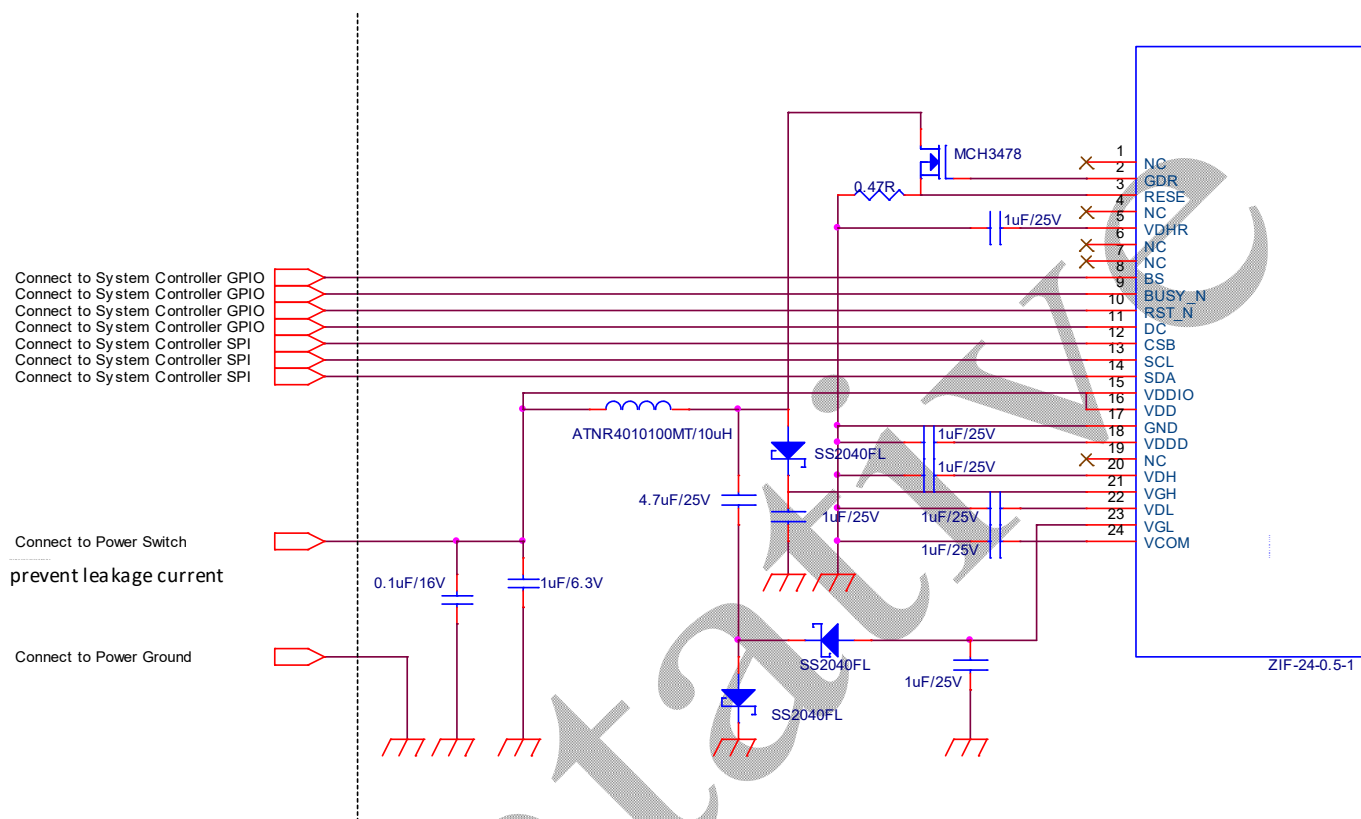 MCH3478
0.47R
1uF/25V
1 NC
2 GDR
3 RESE
4 NC
5 VDHR
6 NC
7 NC
8 BS
9 BUSY_N
10 RST_N
11 DC
12 CSB
13 SCL
14 SDA
15 VDDIO
16 VDD
17 GND
18 VDDD
19 NC
20 VDH
21 VGH
22 VDL
23 VGL
24 VCOM
Connect to System Controller GPIO
Connect to System Controller GPIO
Connect to System Controller GPIO
Connect to System Controller GPIO
Connect to System Controller SPI
Connect to System Controller SPI
Connect to System Controller SPI
ATNR4010100MT/10uH
1uF/25V
SS2040FL
1uF/25V
4.7uF/25V
1uF/25V
1uF/25V
1uF/25V
Connect to Power Switch
prevent leakage current
0.1uF/16V
1uF/6.3V
Connect to Power Ground
SS2040FL
1uF/25V
SS2040FL
ZIF-24-0.5-1
tative